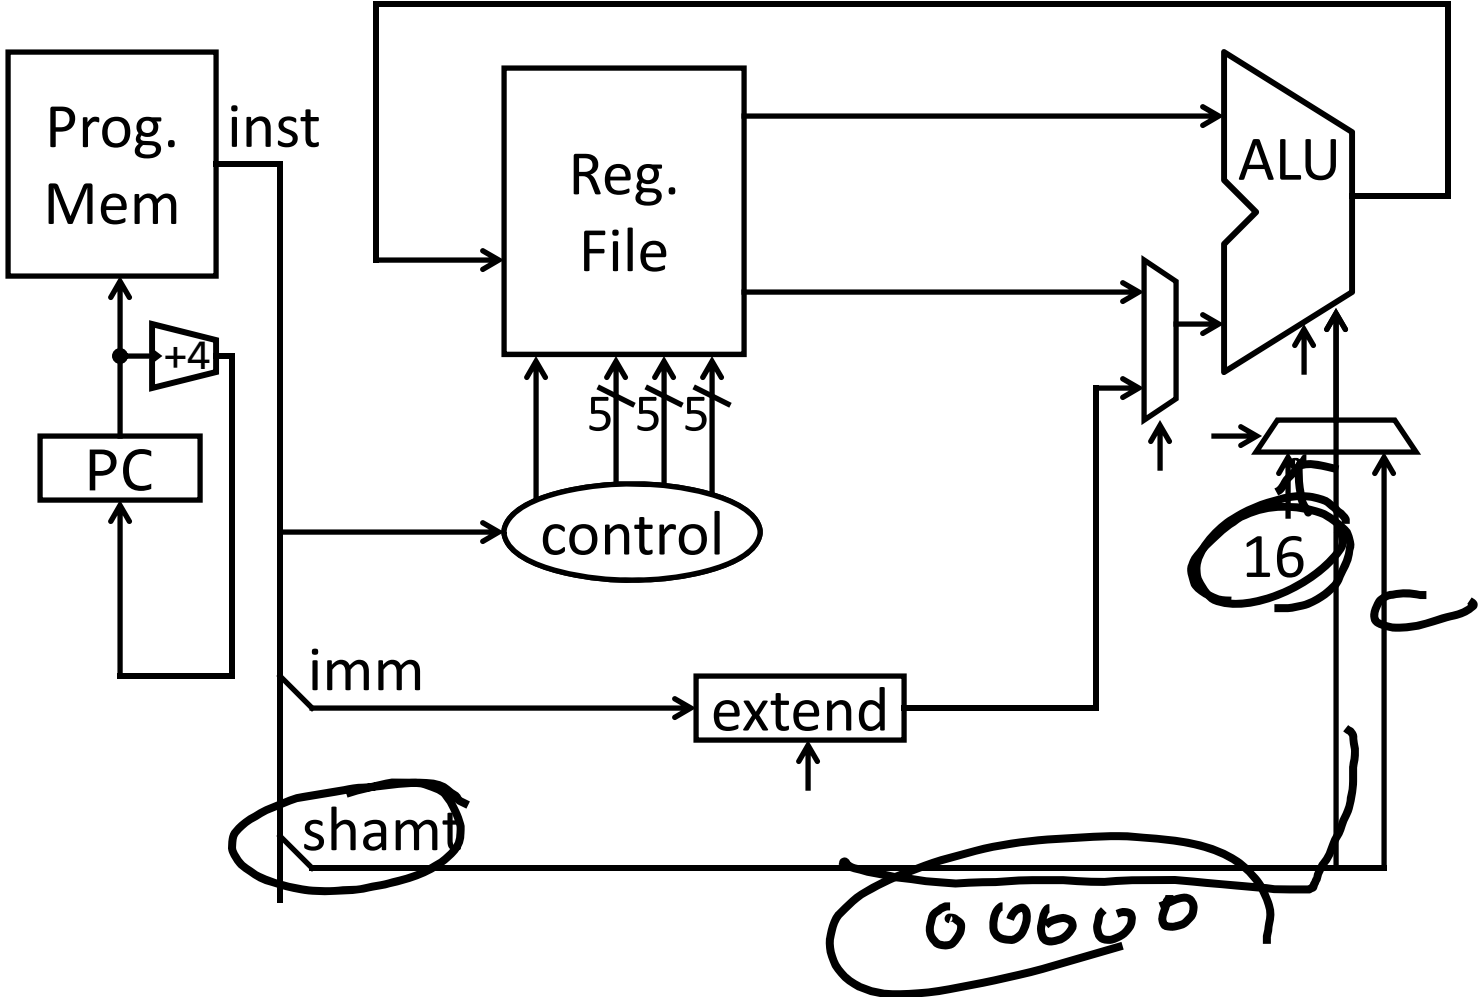 Prog.
Mem
inst
Reg.
File
ALU
+4
PC
5 5 5
control
16
imm
extend
shamt
00000